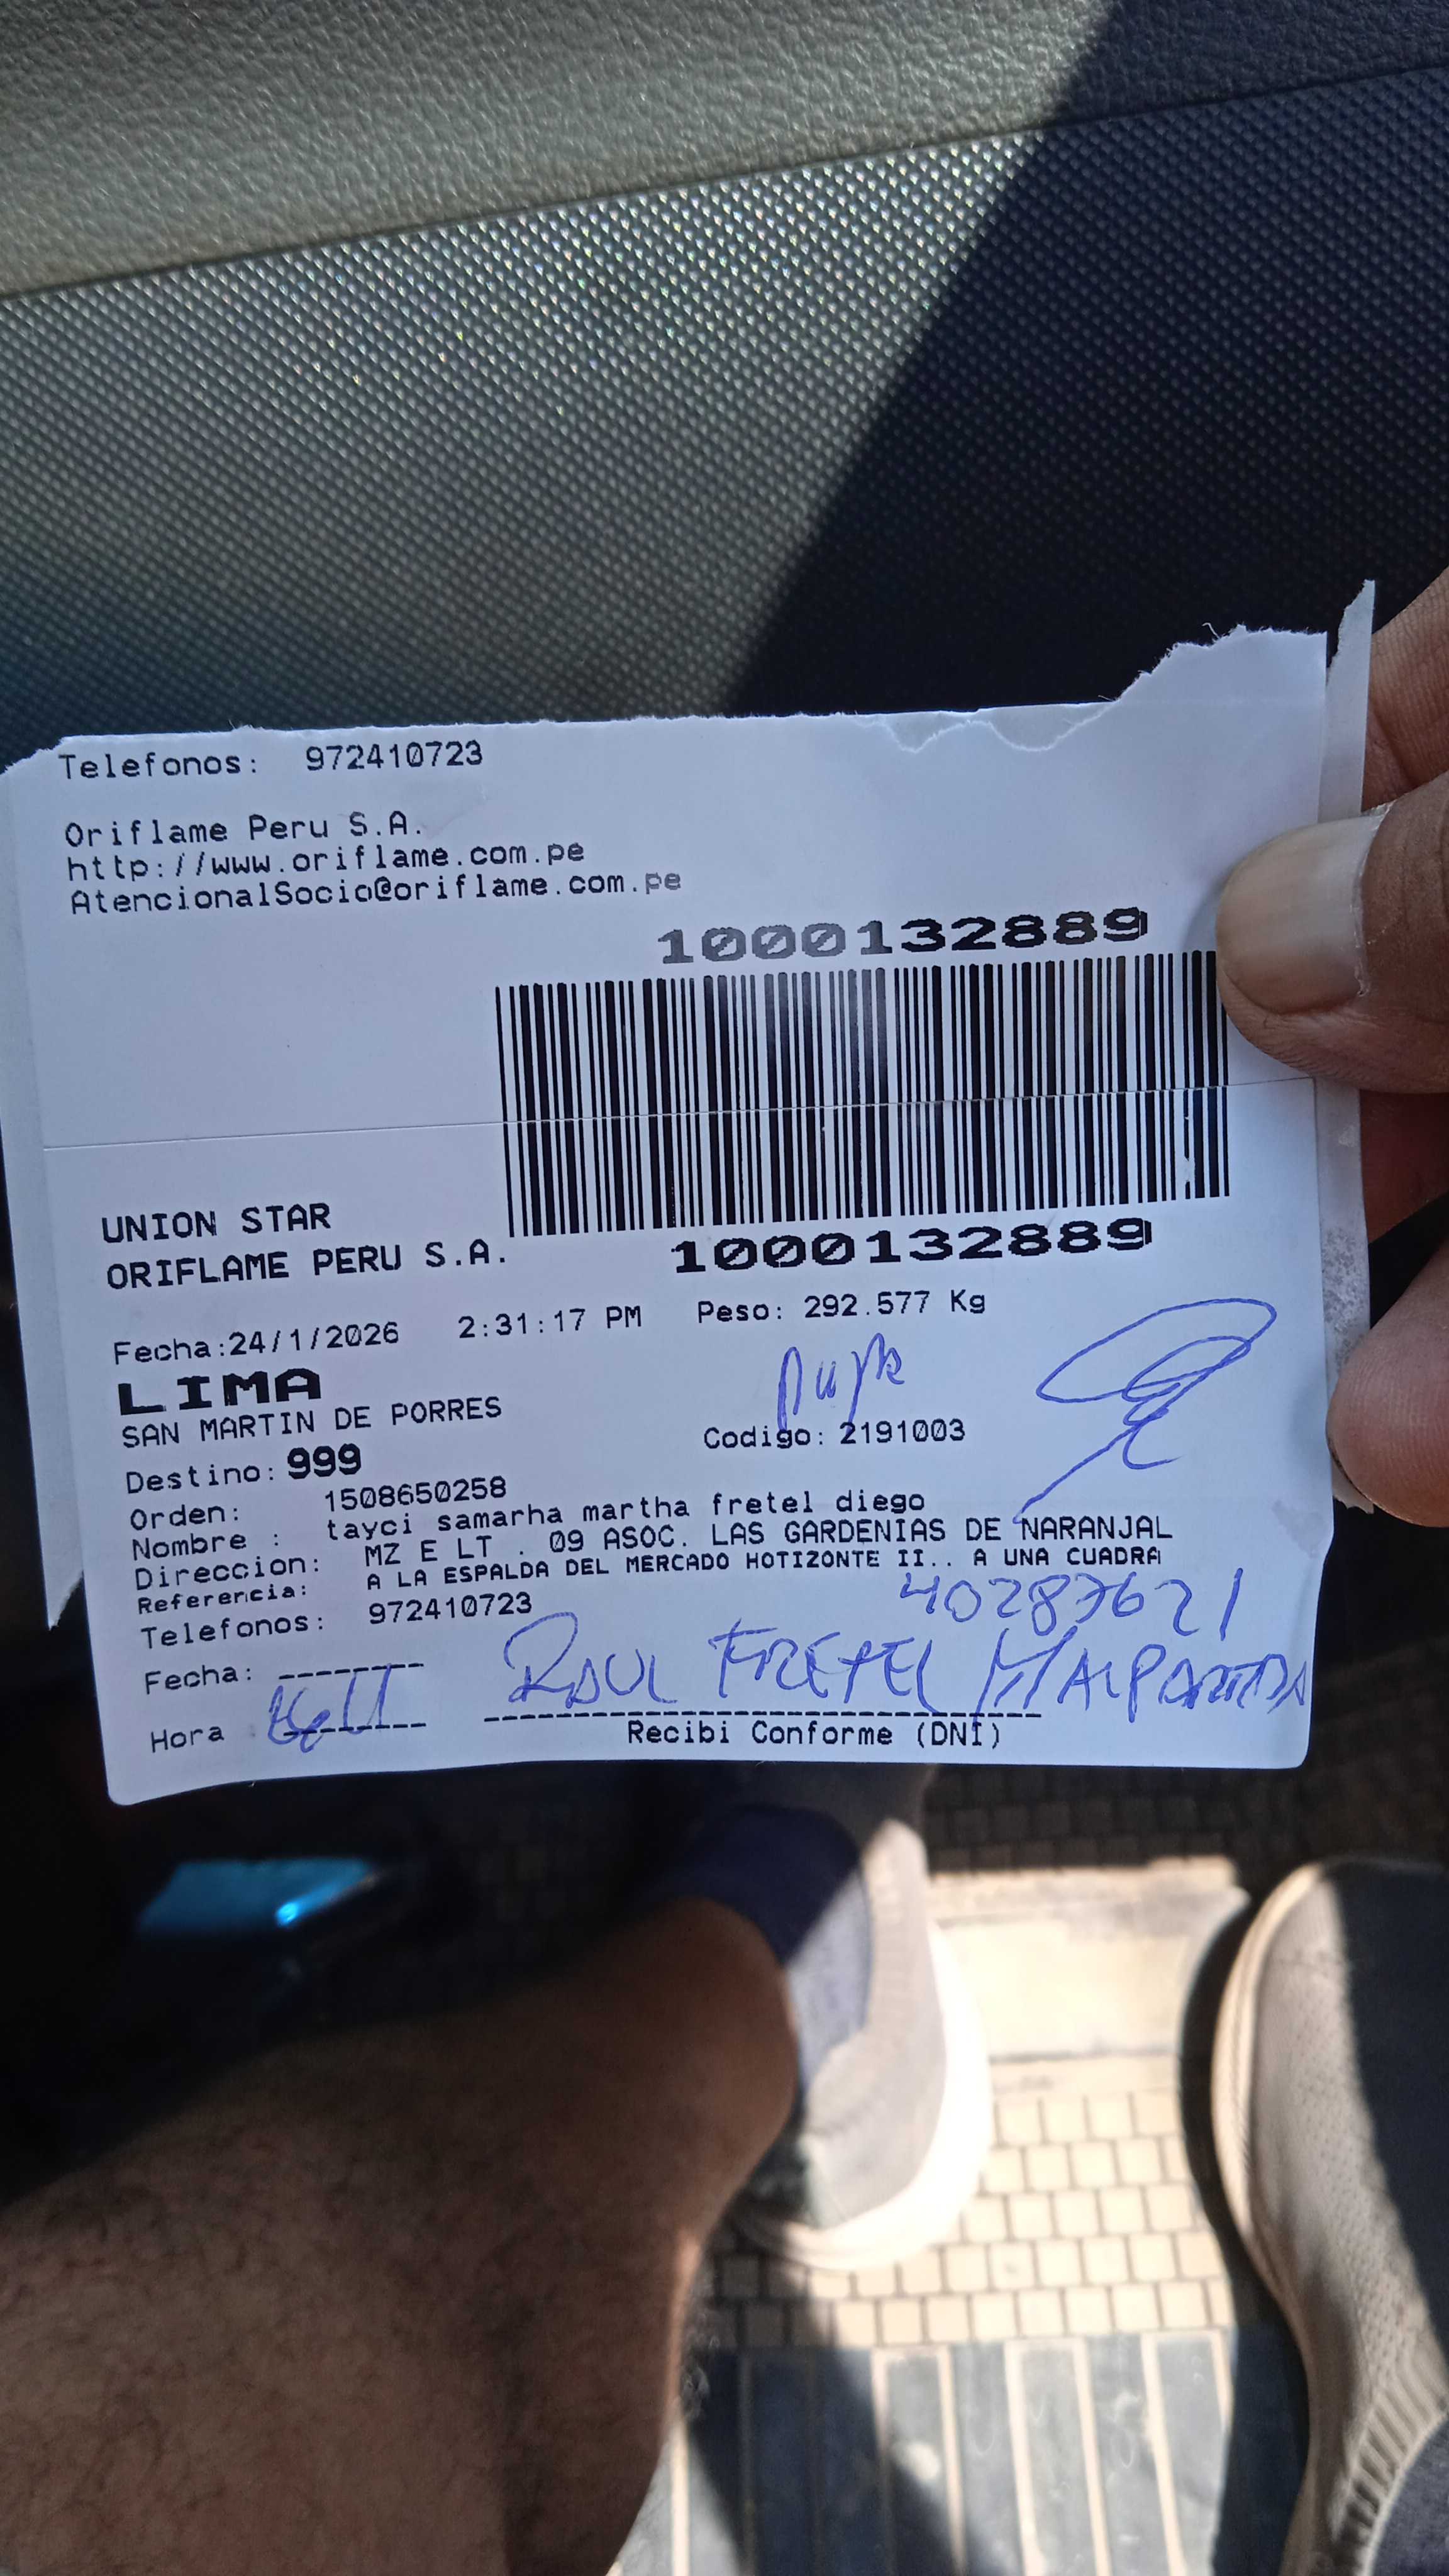 Telefonos: 972410723
Oriflame Peru S.A.
http://www.oriflame.com.pe
AtencionalSocio@oriflame.com.pe
1000132889
1000132889
UNION STAR
ORIFLAME PERU S.A.
Fecha:24/1/2026 2:31:17 PM Peso: 292.577 Kg
LIMA
SAN MARTIN DE PORRES
Codigo: 2191003
Destino: 999
Orden: 1508650258
Nombre : tayci samarha martha fretel diego
Direccion: MZ E LT . 09 ASOC. LAS GARDENIAS DE NARANJAL
Referencia: A LA ESPALDA DEL MERCADO HOTIZONTE II.. A UNA CUADRA
Telefonos: 972410723
40287621
Fecha:
RAUL FRETEL MALPARTIDA
Hora
Recibi Conforme (DNI)